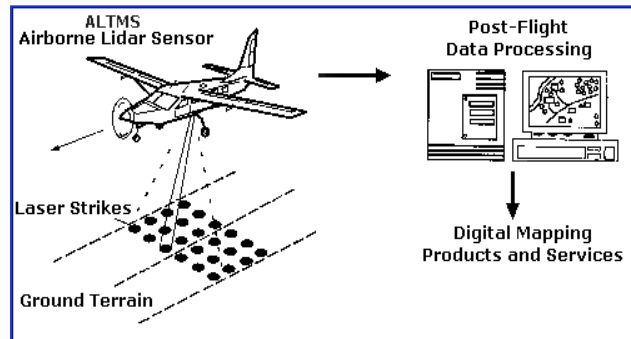 ALTMS
Airborne Lidar Sensor
Laser Strikes
Ground Terrain
Post-Flight
Data Processing
Digital Mapping
Products and Services